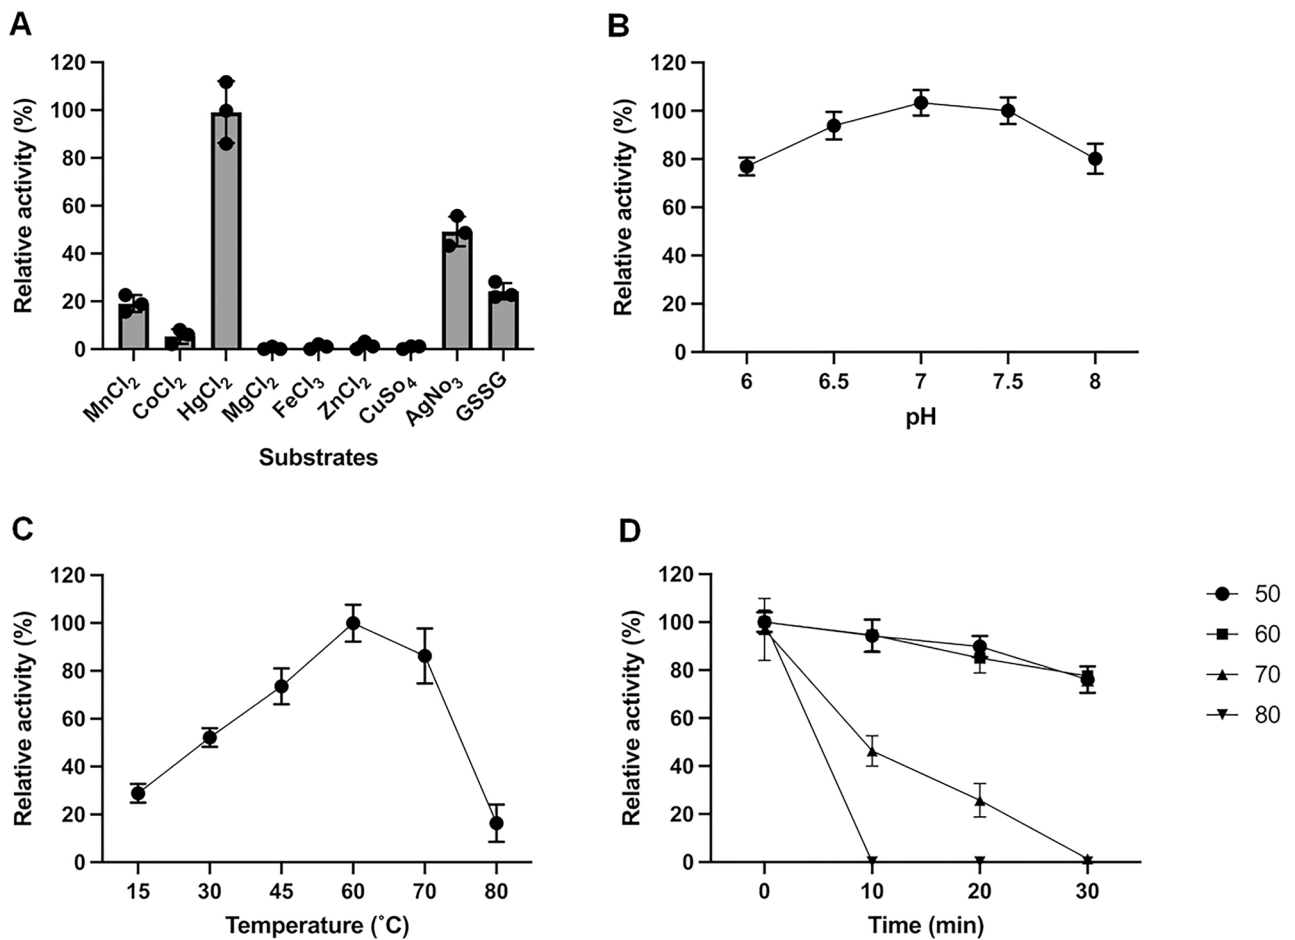 A
Relative activity (%)
120
100
80
60
40
20
0
MnCl₂
CoCl₂
HgCl₂
MgCl₂
FeCl₃
ZnCl₂
CuSo₄
AgNo₃
GSSG
Substrates
B
Relative activity (%)
120
100
80
60
40
20
0
6
6.5
7
7.5
8
pH
C
Relative activity (%)
120
100
80
60
40
20
0
15
30
45
60
70
80
Temperature (˚C)
D
Relative activity (%)
120
100
80
60
40
20
0
0
10
20
30
Time (min)
50
60
70
80